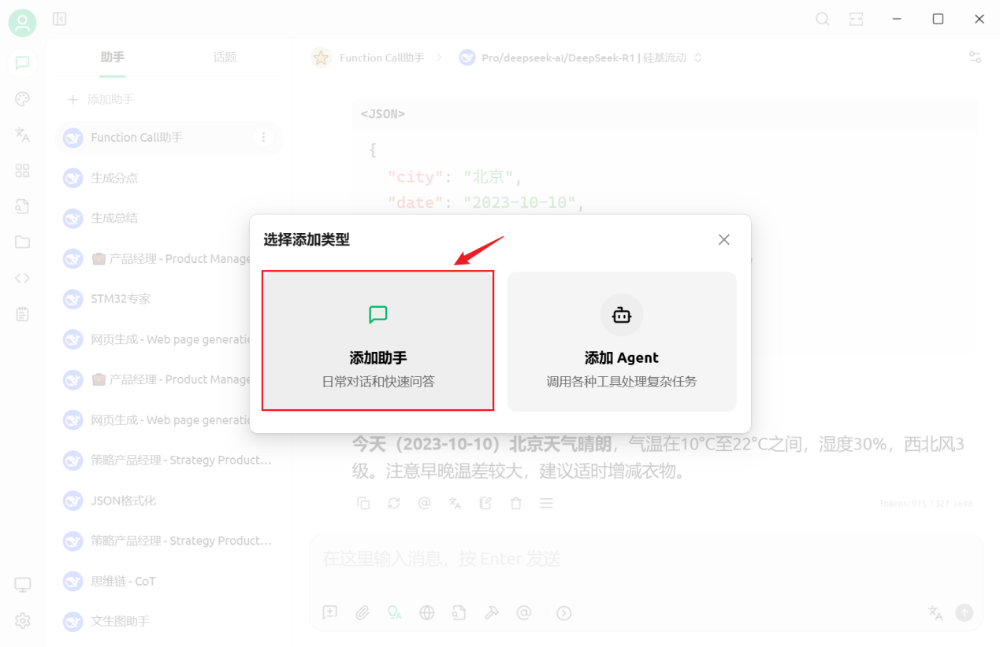 助手
话题
Function Call助手
Pro/deepseek-ai/DeepSeek-R1 | 硅基流动
添加助手
Function Call助手
生成分点
生成总结
产品经理 - Product Manage
STM32专家
网页生成 - Web page generatio
产品经理 - Product Manage
网页生成 - Web page generatio
策略产品经理 - Strategy Product...
JSON格式化
策略产品经理 - Strategy Product...
思维链 - CoT
文生图助手
<JSON>
{
"city": "北京",
"date": "2023-10-10",
选择添加类型
添加助手
日常对话和快速问答
添加 Agent
调用各种工具处理复杂任务
今天（2023-10-10）北京天气晴朗，气温在10°C至22°C之间，湿度30%，西北风3
级。注意早晚温差较大，建议适时增减衣物。
Tokens: 975 ↑327 ↓648
在这里输入消息，按 Enter 发送